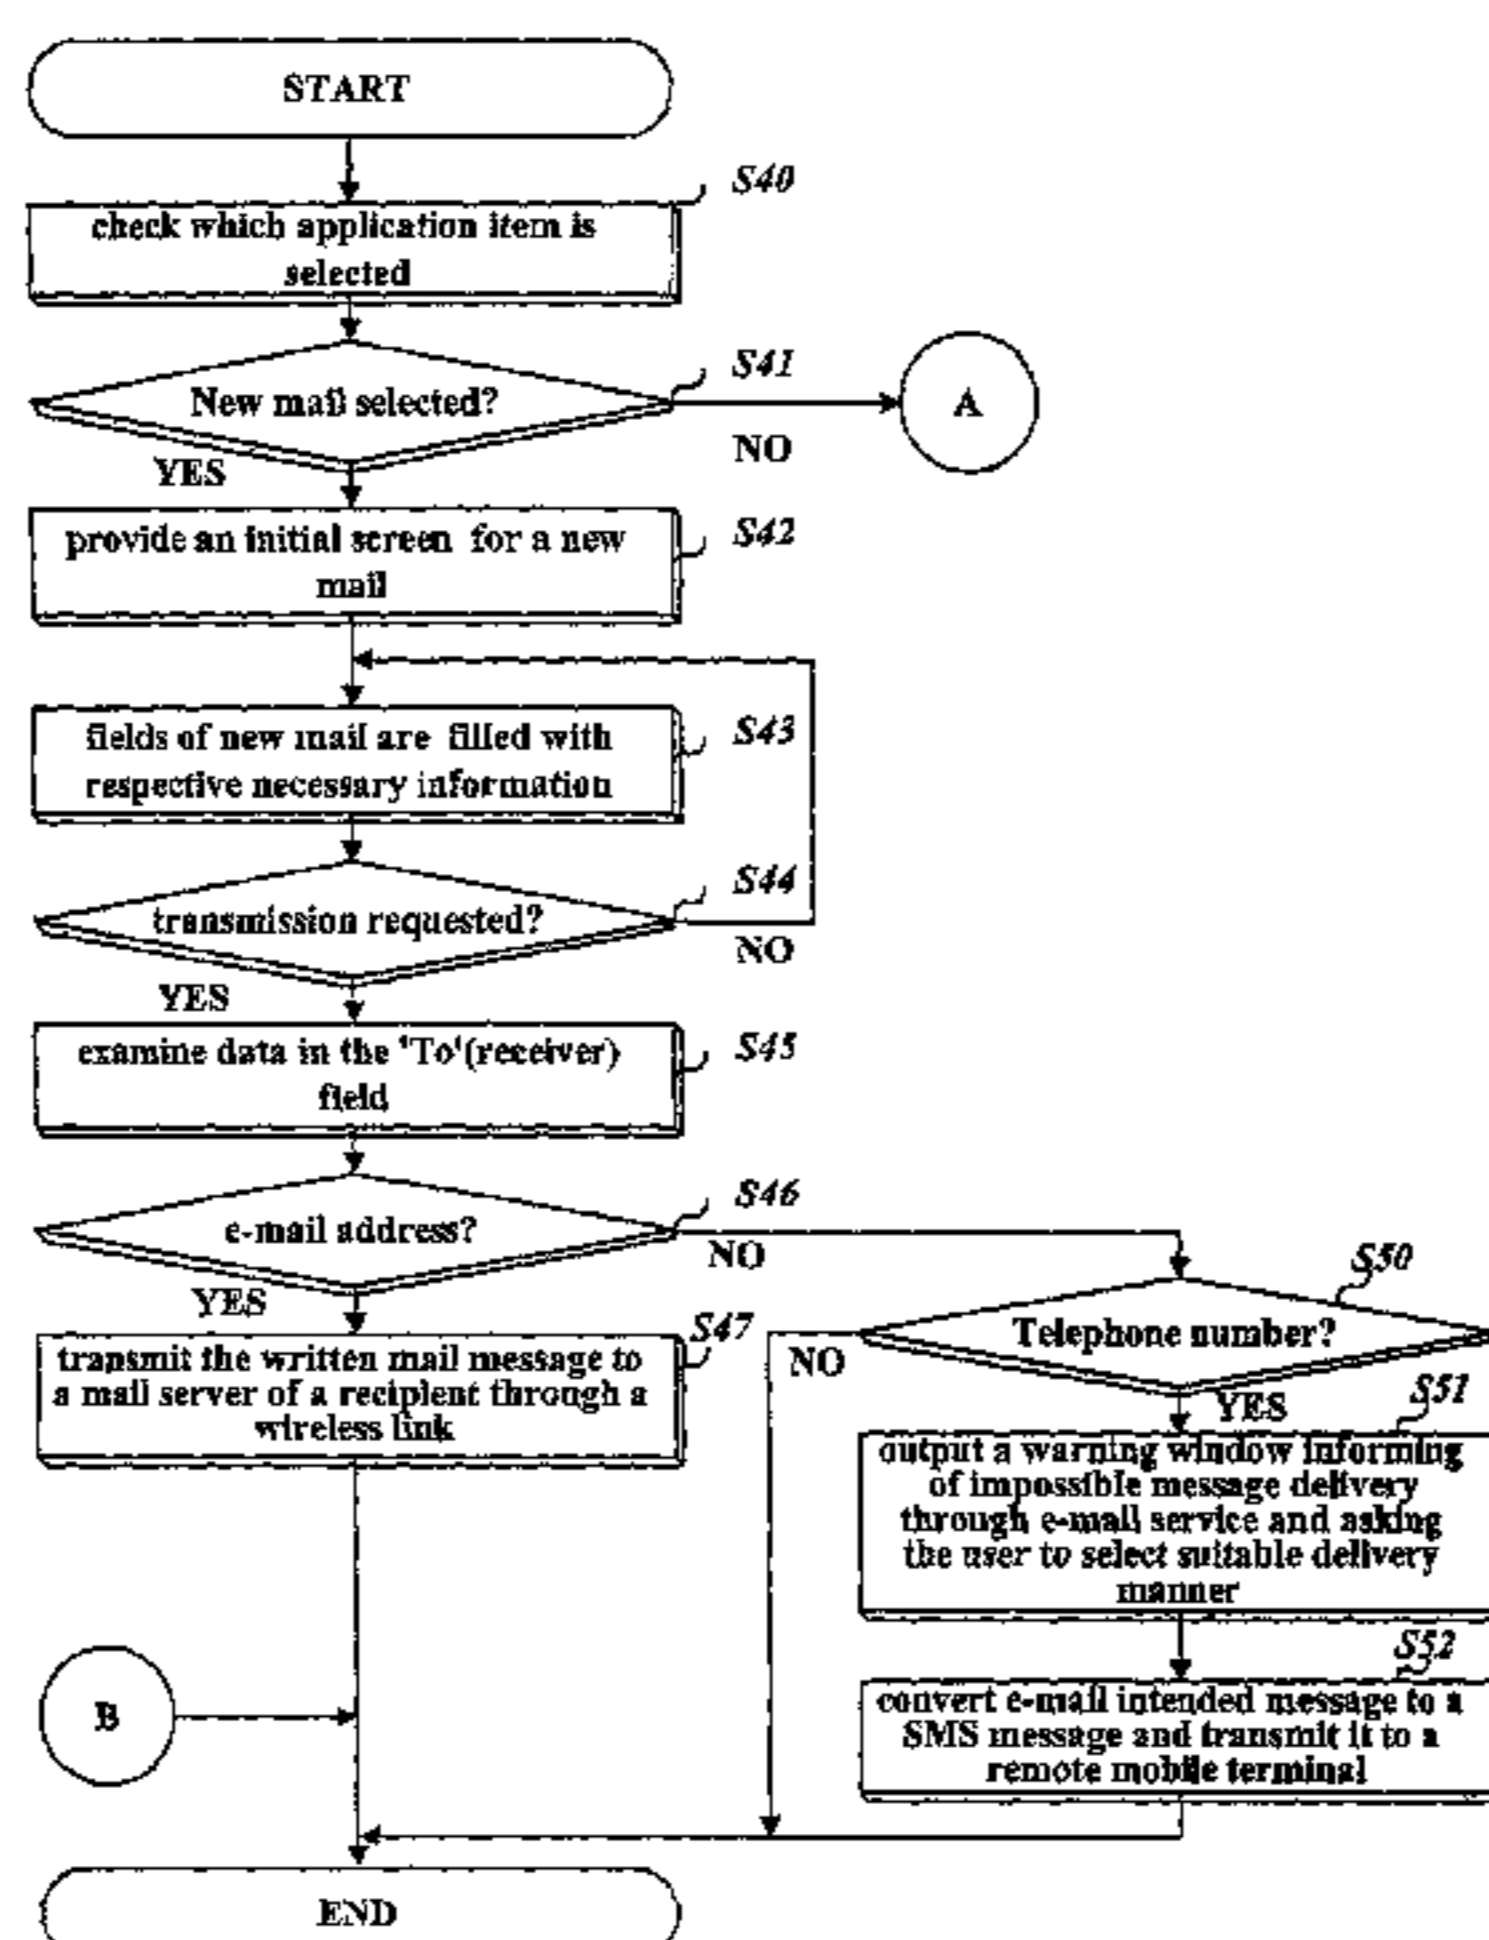 START
S40
check which application item is
selected
S41
New mail selected?
A
NO
YES
S42
provide an initial screen for a new
mail
S43
fields of new mail are filled with
respective necessary information
S44
transmission requested?
NO
YES
S45
examine data in the 'To'(receiver)
field
S46
e-mail address?
NO
YES
S50
Telephone number?
NO
YES
S47
transmit the written mail message to
a mail server of a recipient through a
wireless link
S51
output a warning window informing
of impossible message delivery
through e-mail service and asking
the user to select suitable delivery
manner
S52
convert e-mail intended message to a
SMS message and transmit it to a
remote mobile terminal
B
END